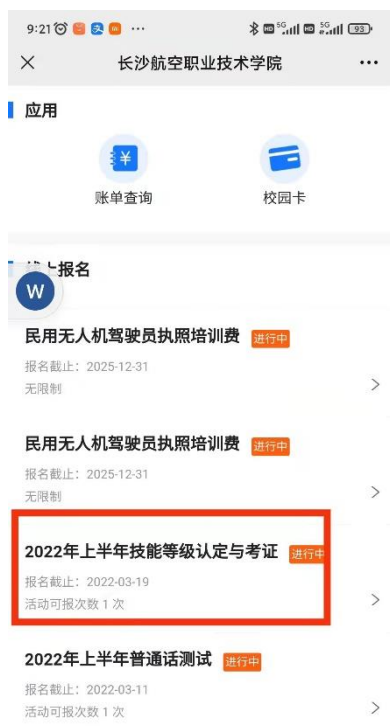 9:21 ··· HD 5G HD 5G 93
长沙航空职业技术学院
应用
账单查询 校园卡
报名
W
民用无人机驾驶员执照培训费 进行中
报名截止：2025-12-31
无限制
民用无人机驾驶员执照培训费 进行中
报名截止：2025-12-31
无限制
2022年上半年技能等级认定与考证 进行中
报名截止：2022-03-19
活动可报次数 1 次
2022年上半年普通话测试 进行中
报名截止：2022-03-11
活动可报次数 1 次